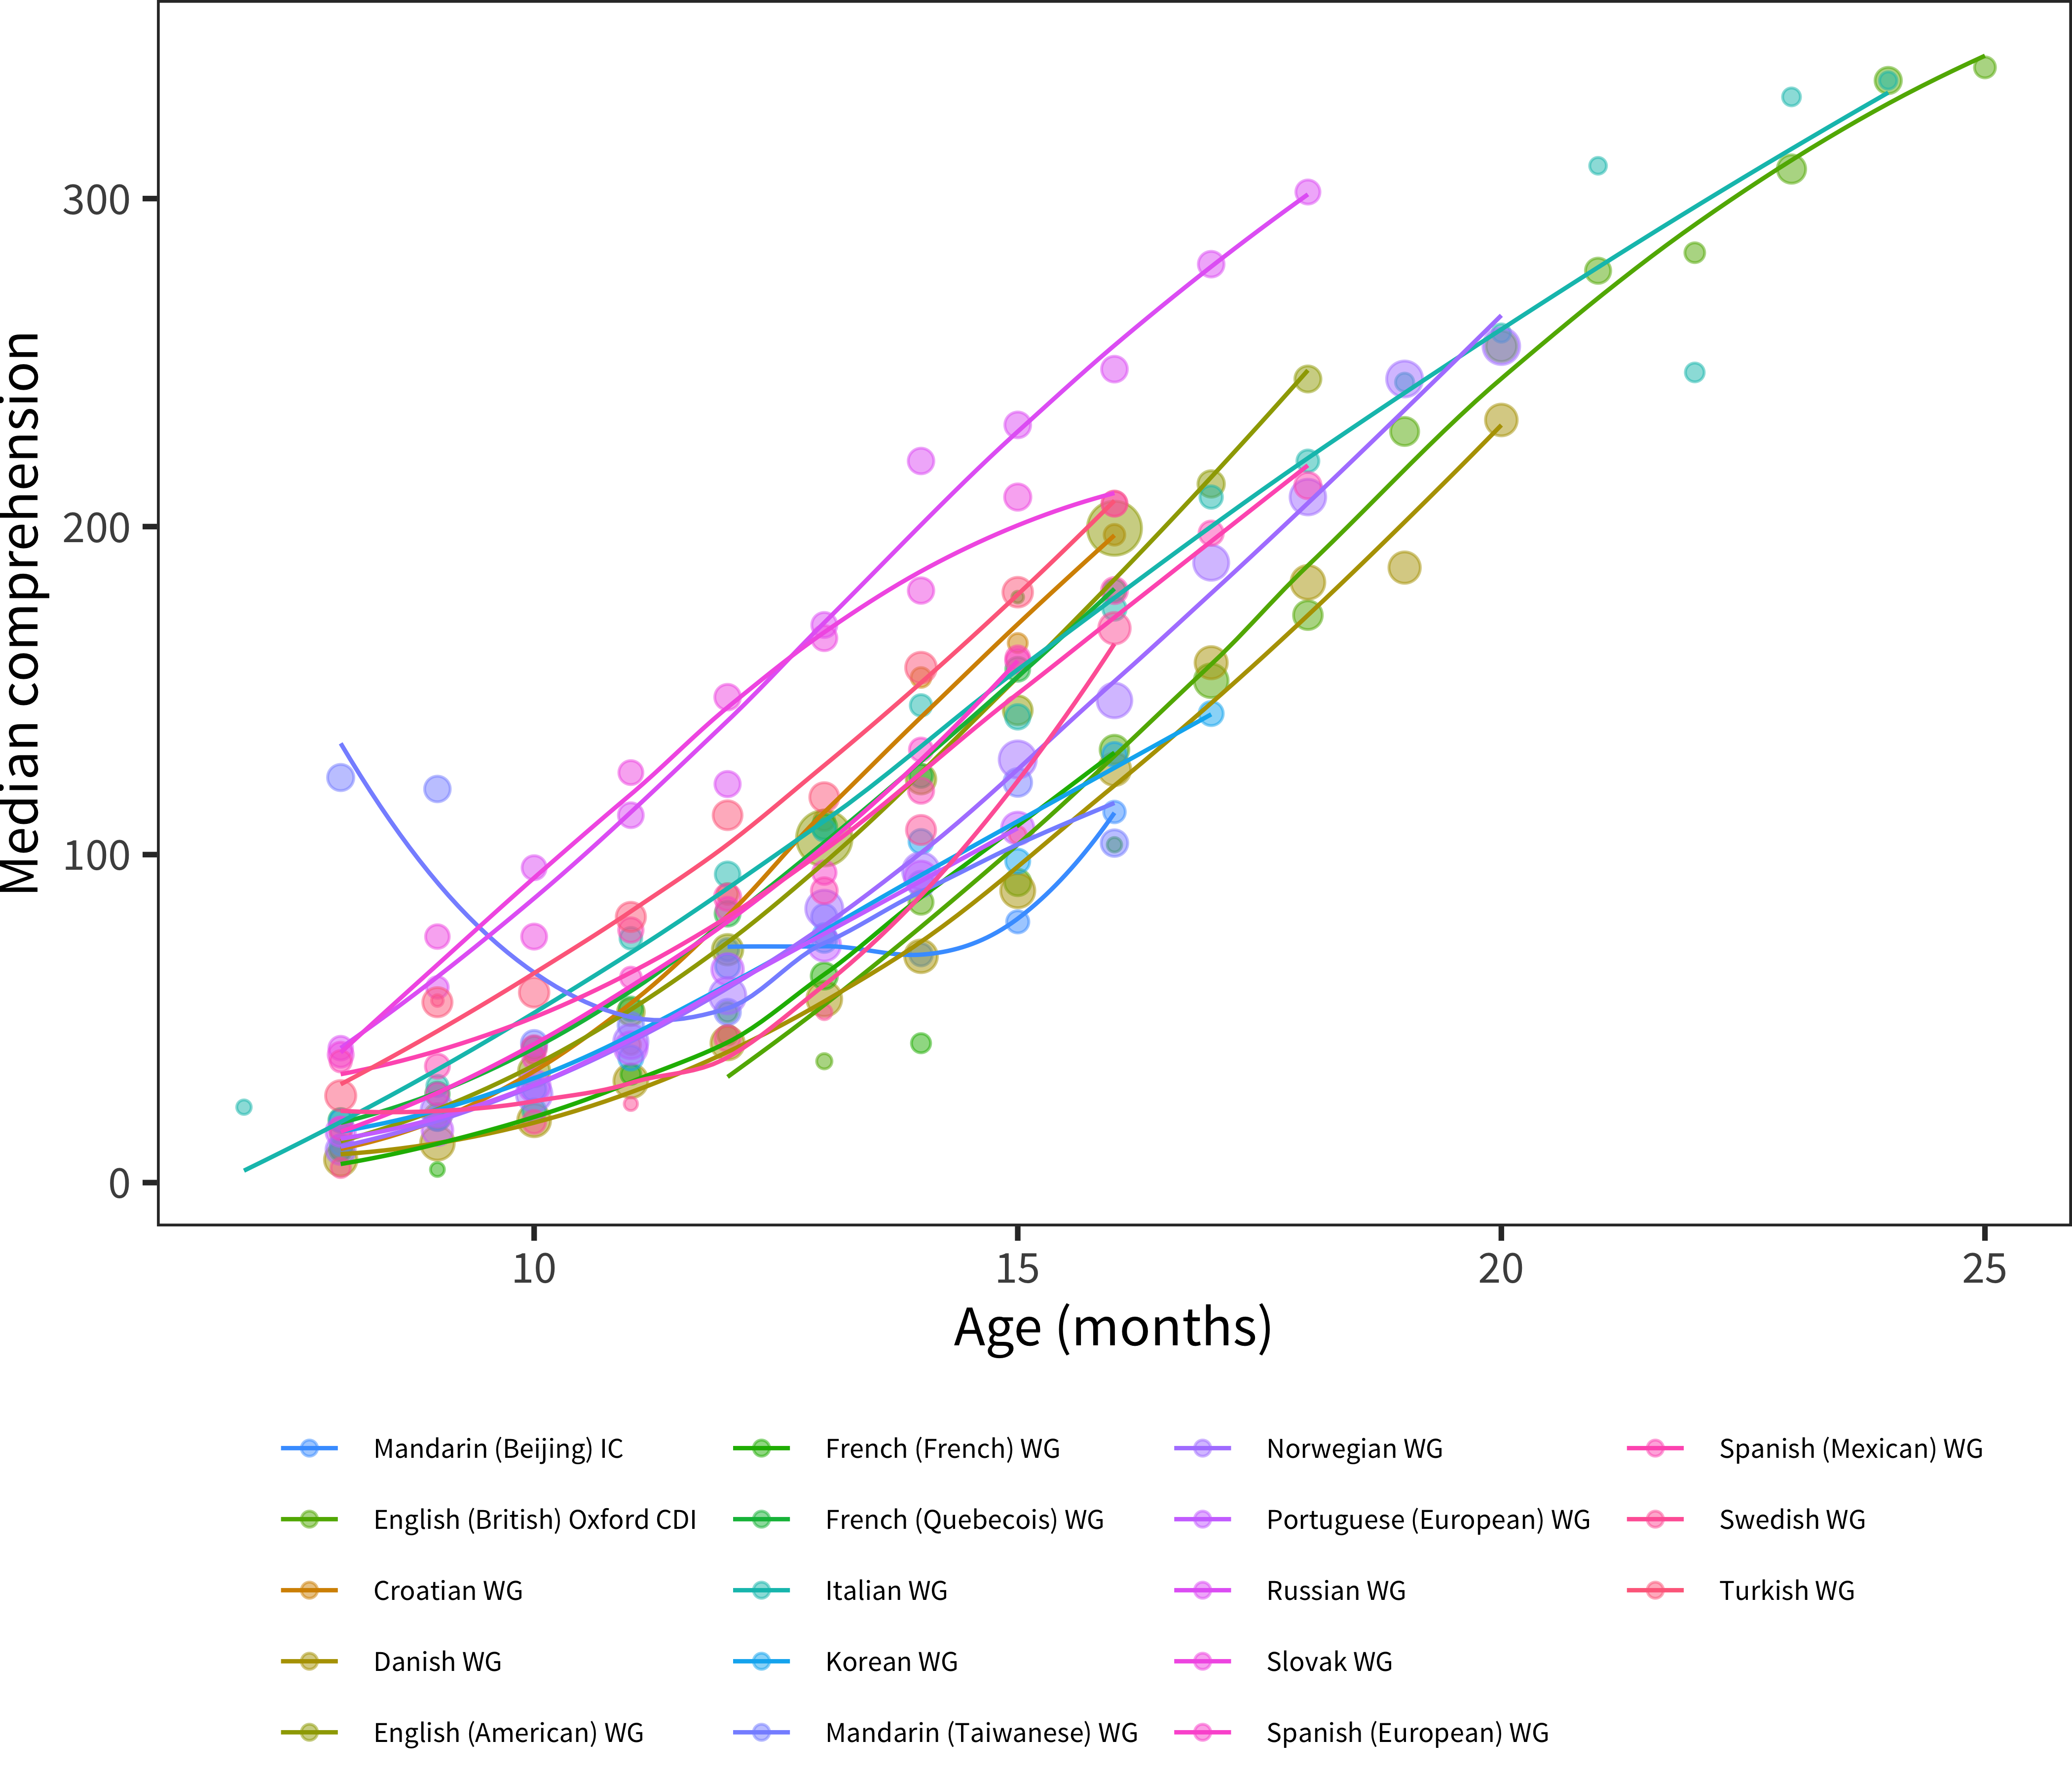 Median comprehension
300
200
100
0
10 15 20 25
Age (months)
Mandarin (Beijing) IC
English (British) Oxford CDI
Croatian WG
Danish WG
English (American) WG
French (French) WG
French (Quebecois) WG
Italian WG
Korean WG
Mandarin (Taiwanese) WG
Norwegian WG
Portuguese (European) WG
Russian WG
Slovak WG
Spanish (European) WG
Spanish (Mexican) WG
Swedish WG
Turkish WG